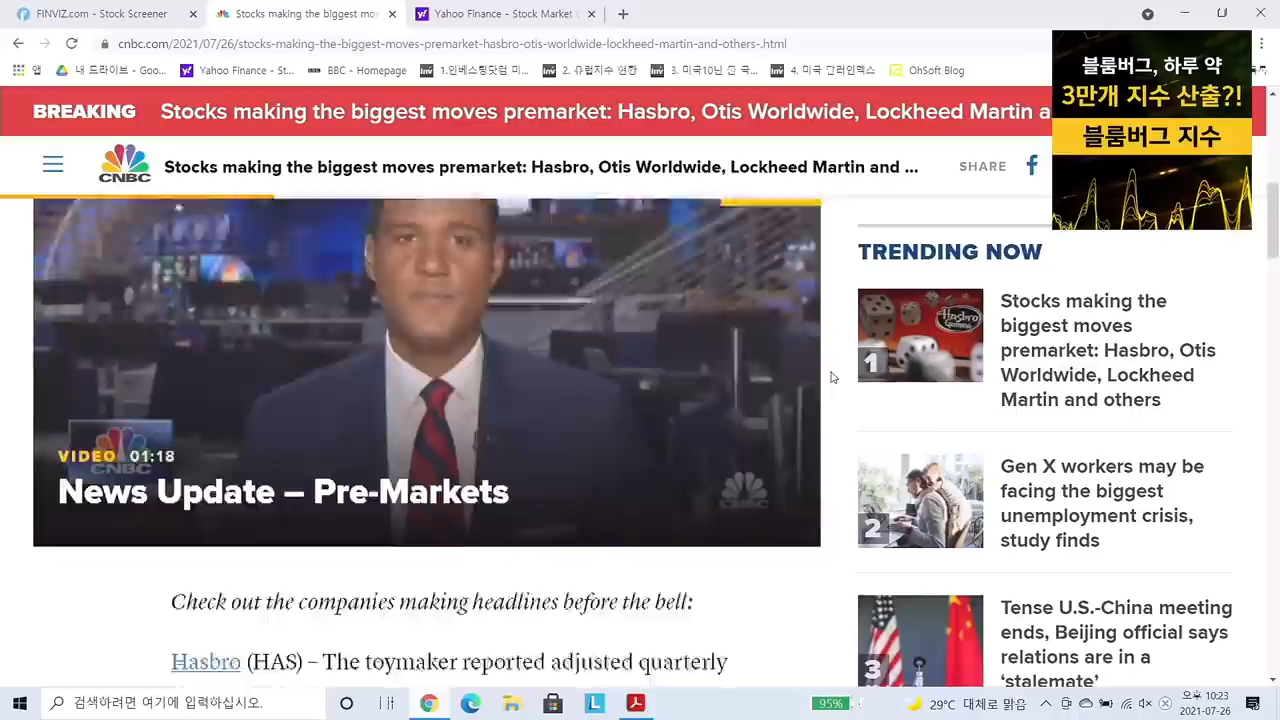 FINVIZ.com - Stock Screener
Stocks making the biggest mov
Yahoo Finance - Stock Market L
cnbc.com/2021/07/26/stocks-making-the-biggest-moves-premarket-hasbro-otis-worldwide-lockheed-martin-and-others-.html
앱
내 드라이브 - Goo...
Yahoo Finance - St...
BBC - Homepage
1.인베스팅닷컴 미...
2. 유럽지수 현황
4. 미국 간러인덱스
OhSoft Blog
블룸버그, 하루 약
3만개 지수 산출?!
블룸버그 지수
BREAKING
Stocks making the biggest moves premarket: Hasbro, Otis Worldwide, Lockheed Martin a
CNBC
Stocks making the biggest moves premarket: Hasbro, Otis Worldwide, Lockheed Martin and ...
SHARE
VIDEO 01:18
CNBC
News Update – Pre-Markets
Check out the companies making headlines before the bell:
Hasbro (HAS) – The toymaker reported adjusted quarterly
TRENDING NOW
Hasbro
Gaming
1
Stocks making the
biggest moves
premarket: Hasbro, Otis
Worldwide, Lockheed
Martin and others
2
Gen X workers may be
facing the biggest
unemployment crisis,
study finds
3
Tense U.S.-China meeting
ends, Beijing official says
relations are in a
‘stalemate’
검색하려면 여기에 입력하십시오.
95%
29°C 대체로 맑음
오후 10:23
2021-07-26